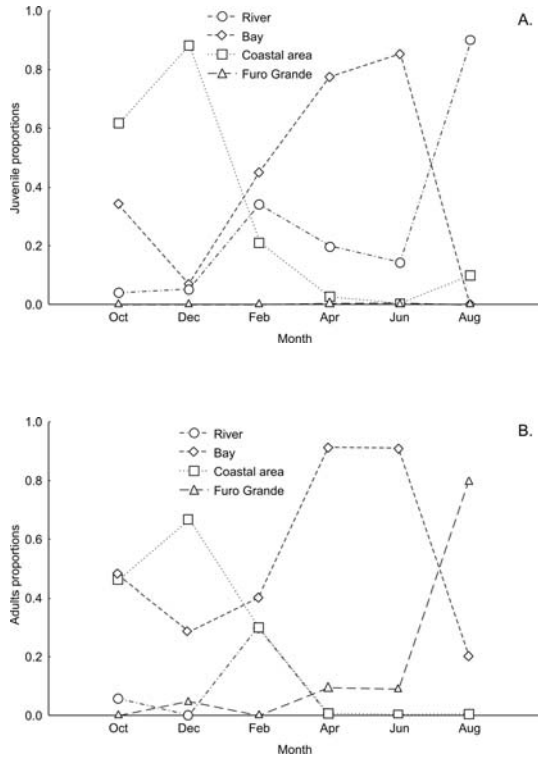 A.
River
Bay
Coastal area
Furo Grande
Juvenile proportions
1.0
0.8
0.6
0.4
0.2
0.0
Oct Dec Feb Apr Jun Aug
Month
B.
River
Bay
Coastal area
Furo Grande
Adults proportions
1.0
0.8
0.6
0.4
0.2
0.0
Oct Dec Feb Apr Jun Aug
Month